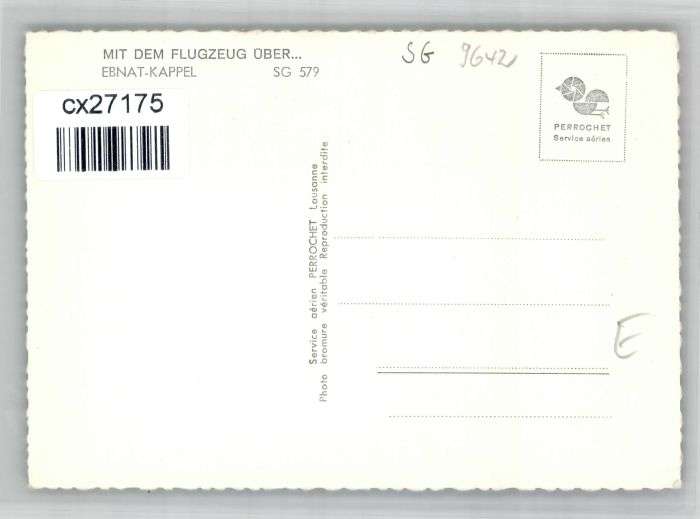 MIT DEM FLUGZEUG ÜBER...
EBNAT-KAPPEL SG 579
cx27175
SG 9642
PERROCHET
Service aérien
Service aérien PERROCHET Lausanne
Photo bromure véritable Reproduction interdite
E